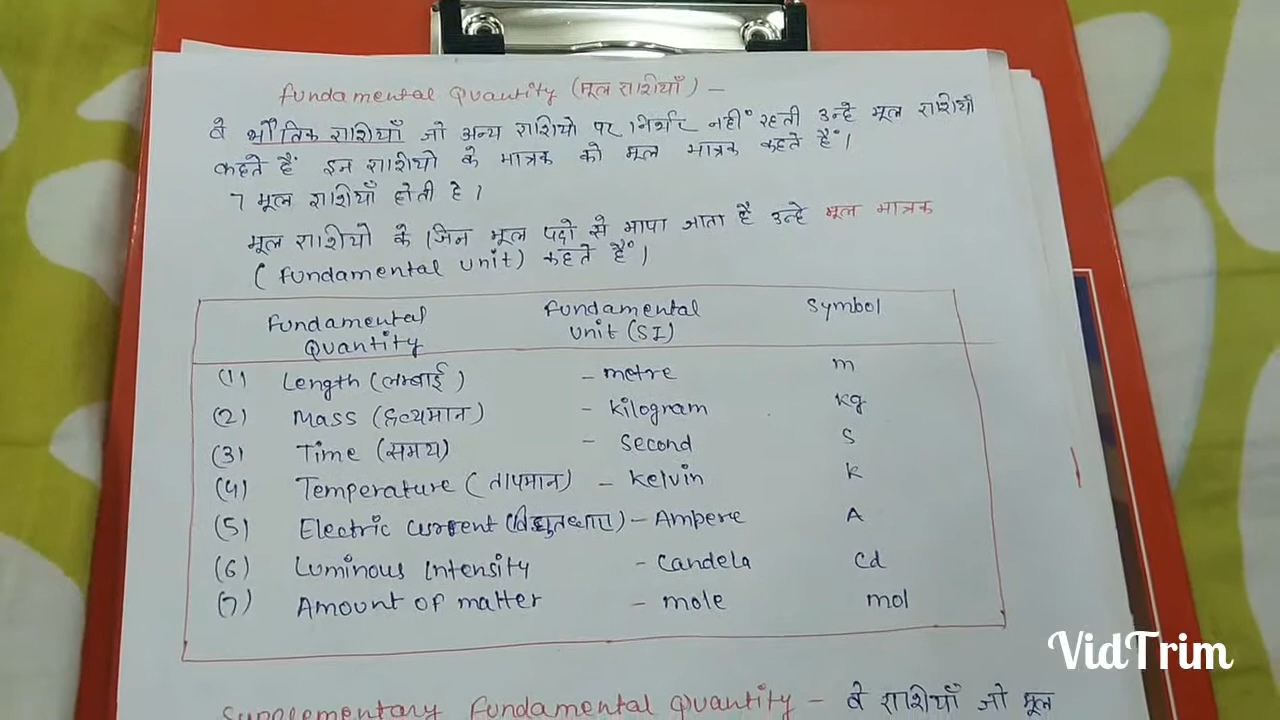 Fundamental Quantity (मूल राशीयाँ) –
वे भौतिक राशियाँ जो अन्य राशियो पर निर्भर नहीं रहती उन्हे मूल राशियाँ
कहते हैं इन राशीयो के मात्रक को मूल मात्रक कहते हैं।
7 मूल राशियाँ होती है।
मूल राशीयो के जिन मूल पदो से मापा जाता है उन्हे मूल मात्रक
(fundamental unit) कहते हैं।
Fundamental Quantity Fundamental Unit (SI) Symbol
(1) Length (लम्बाई) – metre m
(2) Mass (द्रव्यमान) – kilogram kg
(3) Time (समय) – second s
(4) Temperature (तापमान) – kelvin k
(5) Electric current (विद्युतधारा) – Ampere A
(6) Luminous Intensity – Candela Cd
(7) Amount of matter – mole mol
Supplementary fundamental Quantity – वे राशियाँ जो मूल
VidTrim